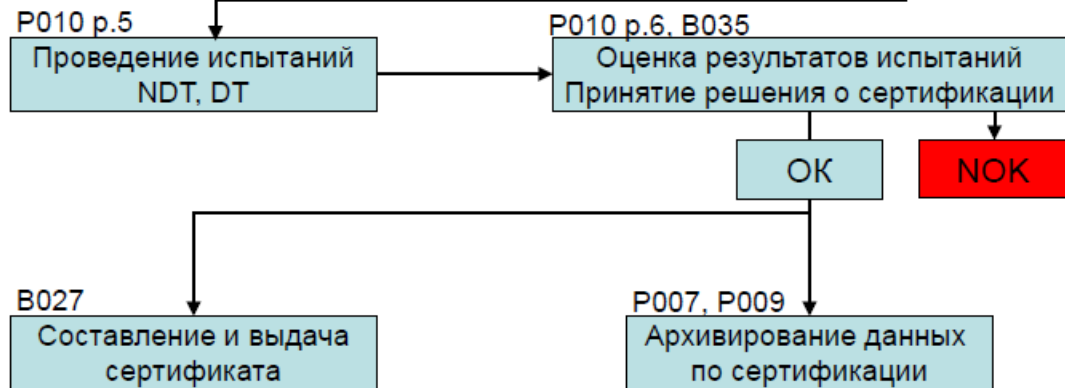 P010 p.5
Проведение испытаний
NDT, DT
P010 p.6, B035
Оценка результатов испытаний
Принятие решения о сертификации
ОК
NOK
B027
Составление и выдача
сертификата
P007, P009
Архивирование данных
по сертификации